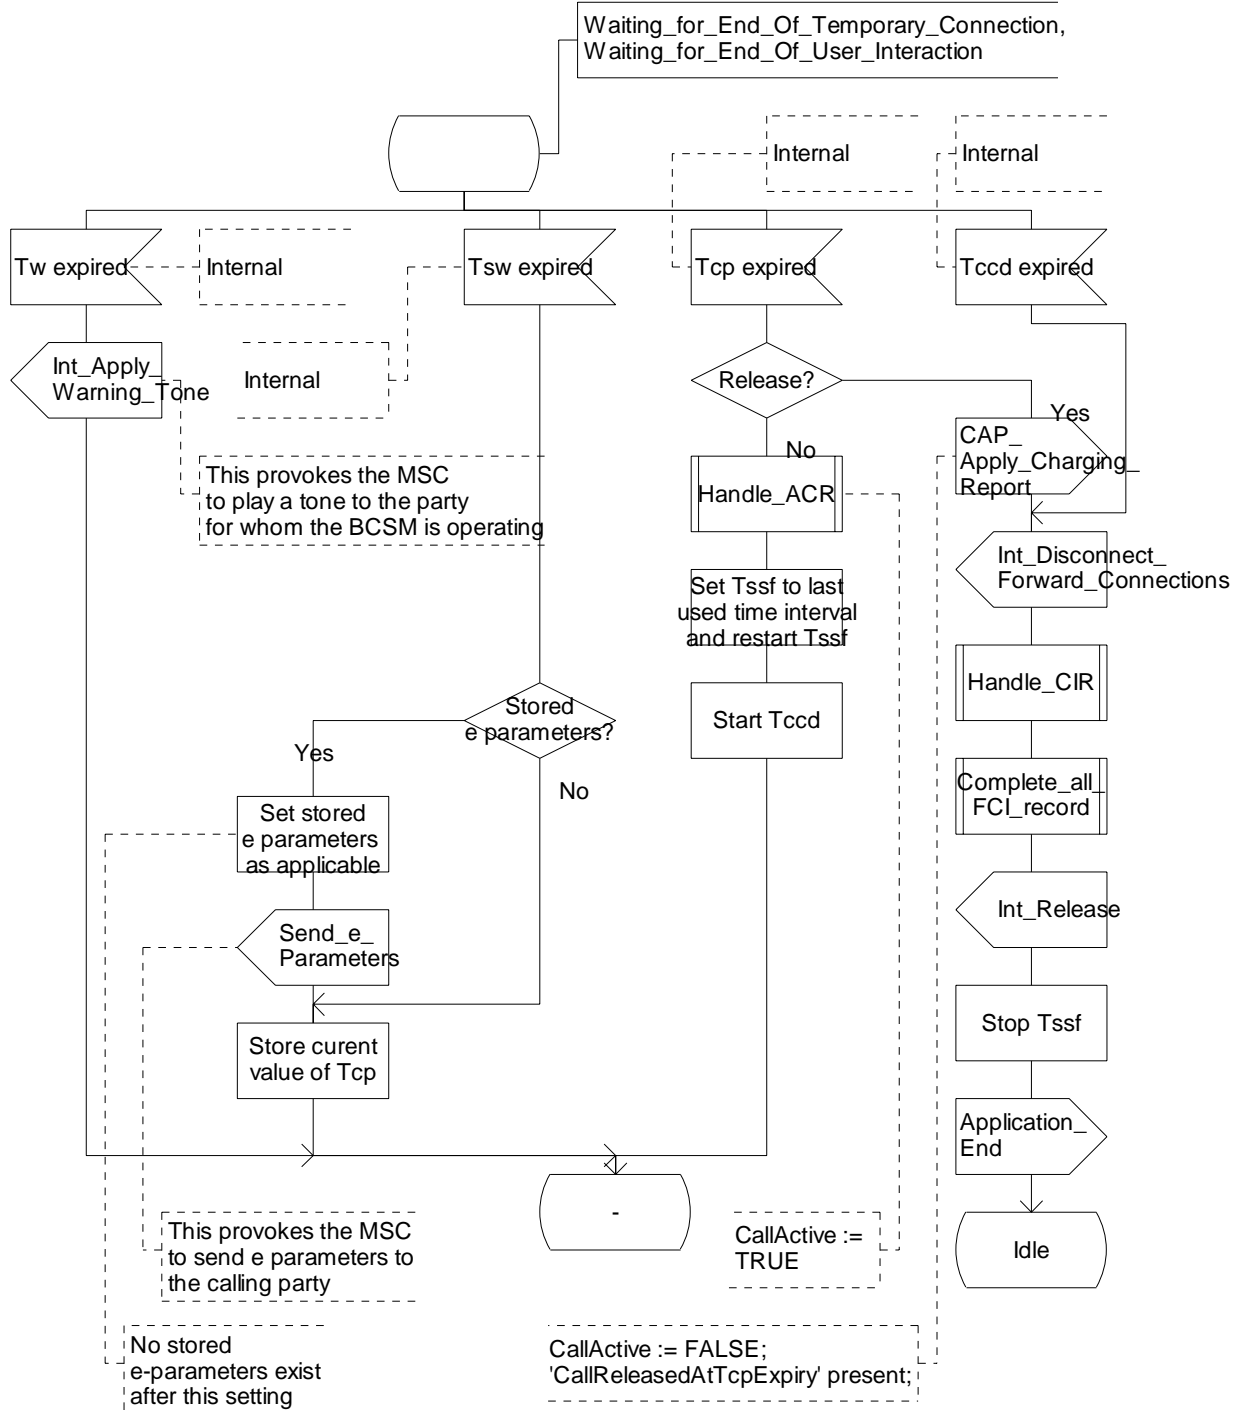 Waiting_for_End_Of_Temporary_Connection,
Waiting_for_End_Of_User_Interaction
Internal
Internal
Tw expired
Internal
Tsw expired
Tcp expired
Tccd expired
Int_Apply_
Warning_Tone
Internal
Release?
Yes
No
CAP_
Apply_Charging_
Report
This provokes the MSC
to play a tone to the party
for whom the BCSM is operating
Handle_ACR
Int_Disconnect_
Forward_Connections
Set Tssf to last
used time interval
and restart Tssf
Handle_CIR
Stored
e parameters?
Start Tccd
Yes
No
Complete_all_
FCI_record
Set stored
e parameters
as applicable
Int_Release
Send_e_
Parameters
Stop Tssf
Store curent
value of Tcp
Application_
End
-
This provokes the MSC
to send e parameters to
the calling party
CallActive :=
TRUE
Idle
No stored
e-parameters exist
after this setting
CallActive := FALSE;
'CallReleasedAtTcpExpiry' present;